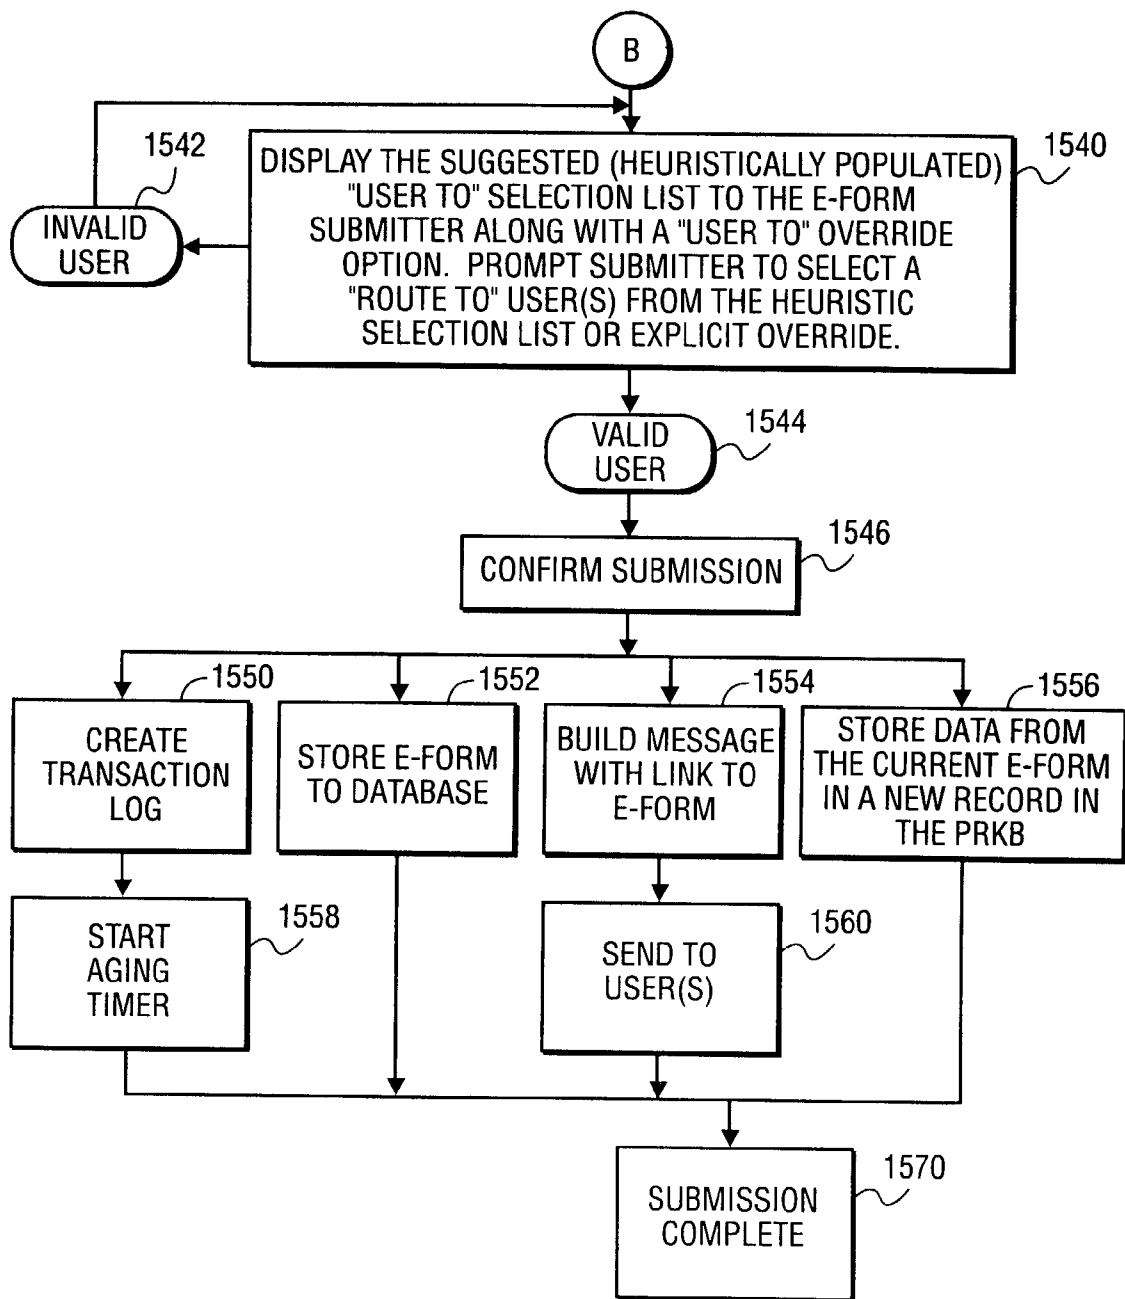 B
1542
1540
DISPLAY THE SUGGESTED (HEURISTICALLY POPULATED)
"USER TO" SELECTION LIST TO THE E-FORM
SUBMITTER ALONG WITH A "USER TO" OVERRIDE
OPTION. PROMPT SUBMITTER TO SELECT A
"ROUTE TO" USER(S) FROM THE HEURISTIC
SELECTION LIST OR EXPLICIT OVERRIDE.
INVALID
USER
VALID
USER
1544
CONFIRM SUBMISSION
1546
1550
CREATE
TRANSACTION
LOG
1552
STORE E-FORM
TO DATABASE
1554
BUILD MESSAGE
WITH LINK TO
E-FORM
1556
STORE DATA FROM
THE CURRENT E-FORM
IN A NEW RECORD IN
THE PRKB
START
AGING
TIMER
1558
SEND TO
USER(S)
1560
SUBMISSION
COMPLETE
1570